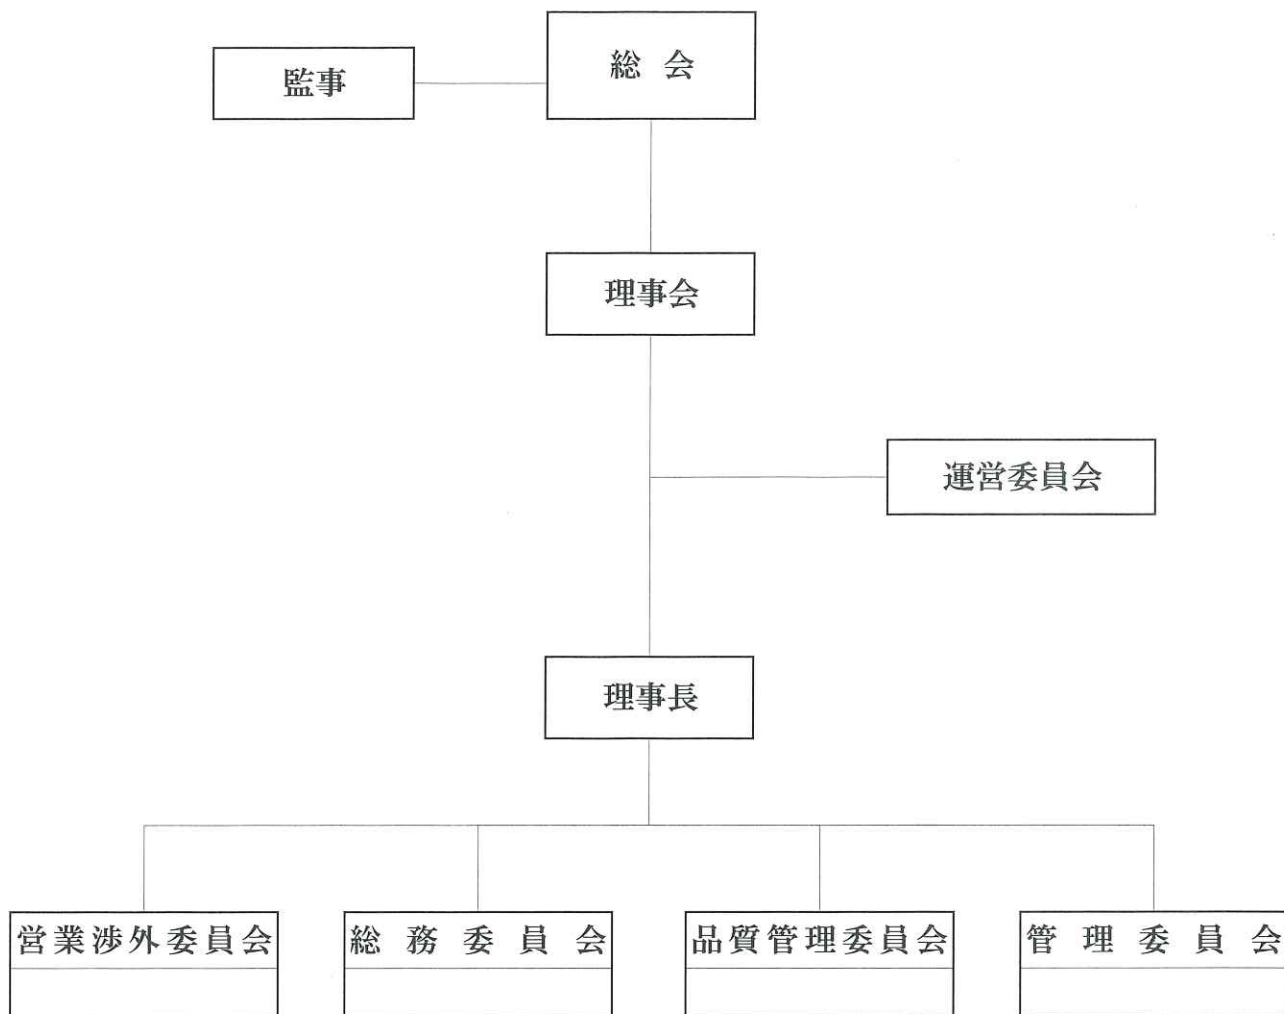 監事
総会
理事会
運営委員会
理事長
営業渉外委員会
総務委員会
品質管理委員会
管理委員会